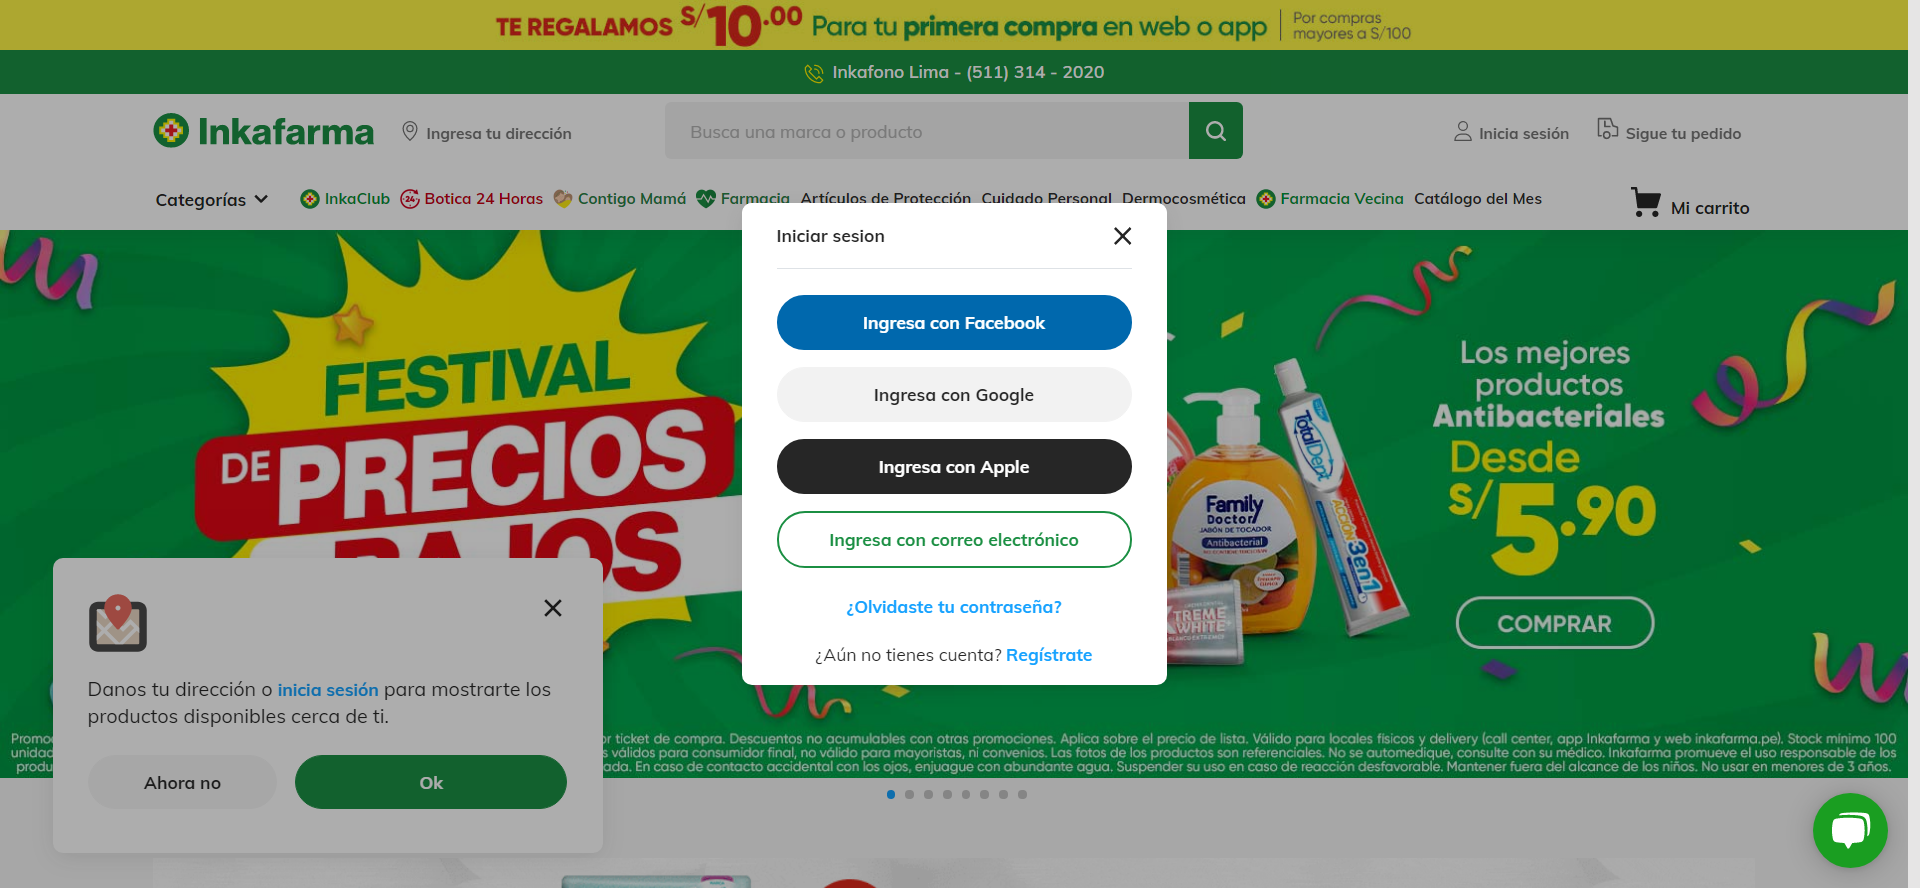 TE REGALAMOS S/10.00 Para tu primera compra en web o app
Por compras
mayores a S/100
Inkafono Lima - (511) 314 - 2020
Inkafarma
Ingresa tu dirección
Busca una marca o producto
Inicia sesión
Sigue tu pedido
Categorías
InkaClub
Botica 24 Horas
Contigo Mamá
Farmacia
Artículos de Protección
Cuidado Personal
Dermocosmética
Farmacia Vecina
Catálogo del Mes
Mi carrito
Iniciar sesion
Ingresa con Facebook
Ingresa con Google
Ingresa con Apple
Ingresa con correo electrónico
¿Olvidaste tu contraseña?
¿Aún no tienes cuenta? Regístrate
FESTIVAL
DE PRECIOS
BAJOS
Los mejores
productos
Antibacteriales
Desde
S/5.90
COMPRAR
TotalDent
ACCIÓN
3en1
Family
Doctor
JABÓN DE TOCADOR
Antibacterial
XTREME
WHITE
Danos tu dirección o inicia sesión para mostrarte los
productos disponibles cerca de ti.
Ahora no
Ok
ticket de compra. Descuentos no acumulables con otras promociones. Aplica sobre el precio de lista. Válido para locales físicos y delivery (call center, app Inkafarma y web inkafarma.pe). Stock mínimo 100
válidos para consumidor final, no válido para mayoristas, ni convenios. Las fotos de los productos son referenciales. No se automedique, consulte con su médico. Inkafarma promueve el uso responsable de los
En caso de contacto accidental con los ojos, enjuague con abundante agua. Suspender su uso en caso de reacción desfavorable. Mantener fuera del alcance de los niños. No usar en menores de 3 años.